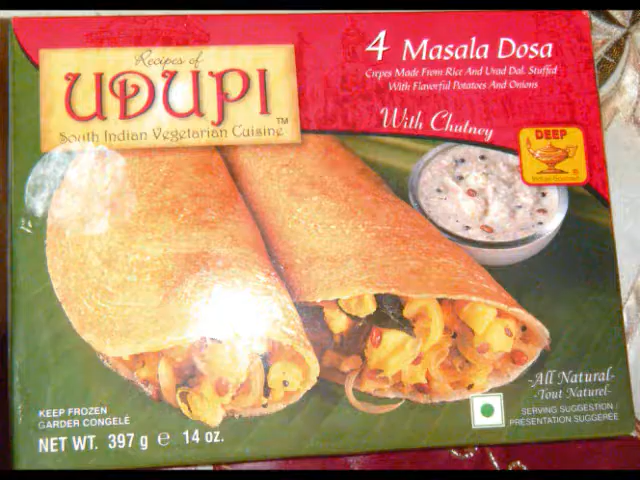 Recipes of
UDUPI TM
South Indian Vegetarian Cuisine
4 Masala Dosa
Crepes Made From Rice And Urad Dal. Stuffed
With Flavorful Potatoes And Onions
With Chutney
DEEP
®
-All Natural-
-Tout Naturel-
SERVING SUGGESTION /
PRESENTATION SUGGEREE
KEEP FROZEN
GARDER CONGELÉ
NET WT. 397 g e 14 oz.